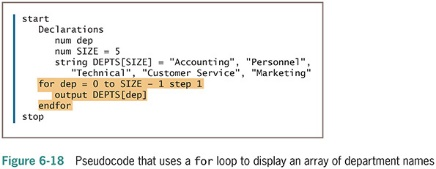 start
Declarations
num dep
num SIZE = 5
string DEPTS[SIZE] = "Accounting", "Personnel",
"Technical", "Customer Service", "Marketing"
for dep = 0 to SIZE – 1 step 1
output DEPTS[dep]
endfor
stop
Figure 6-18 Pseudocode that uses a for loop to display an array of department names